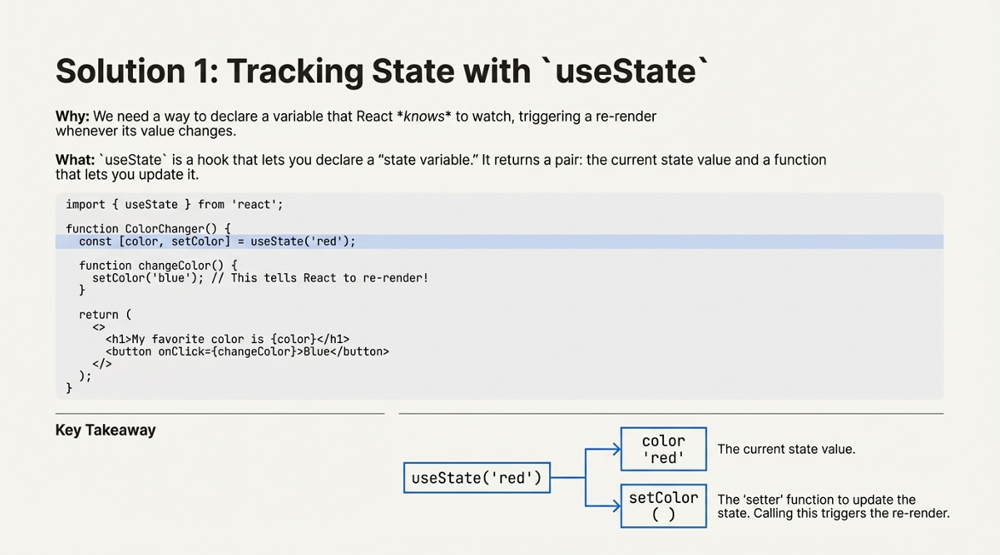 Solution 1: Tracking State with `useState`
Why: We need a way to declare a variable that React *knows* to watch, triggering a re-render
whenever its value changes.
What: `useState` is a hook that lets you declare a “state variable.” It returns a pair: the current state value and a function
that lets you update it.
import { useState } from 'react';
function ColorChanger() {
  const [color, setColor] = useState('red');
  function changeColor() {
    setColor('blue'); // This tells React to re-render!
  }
  return (
    <>
      <h1>My favorite color is {color}</h1>
      <button onClick={changeColor}>Blue</button>
    </>
  );
}
Key Takeaway
useState('red')
color
'red'
The current state value.
setColor
( )
The ‘setter’ function to update the
state. Calling this triggers the re-render.